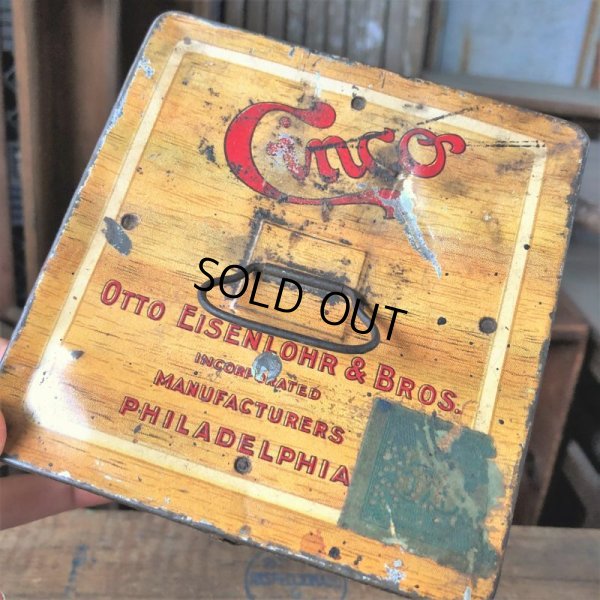 Cinco
SOLD OUT
OTTO EISENLOHR & BROS.
INCORPORATED
MANUFACTURERS
PHILADELPHIA